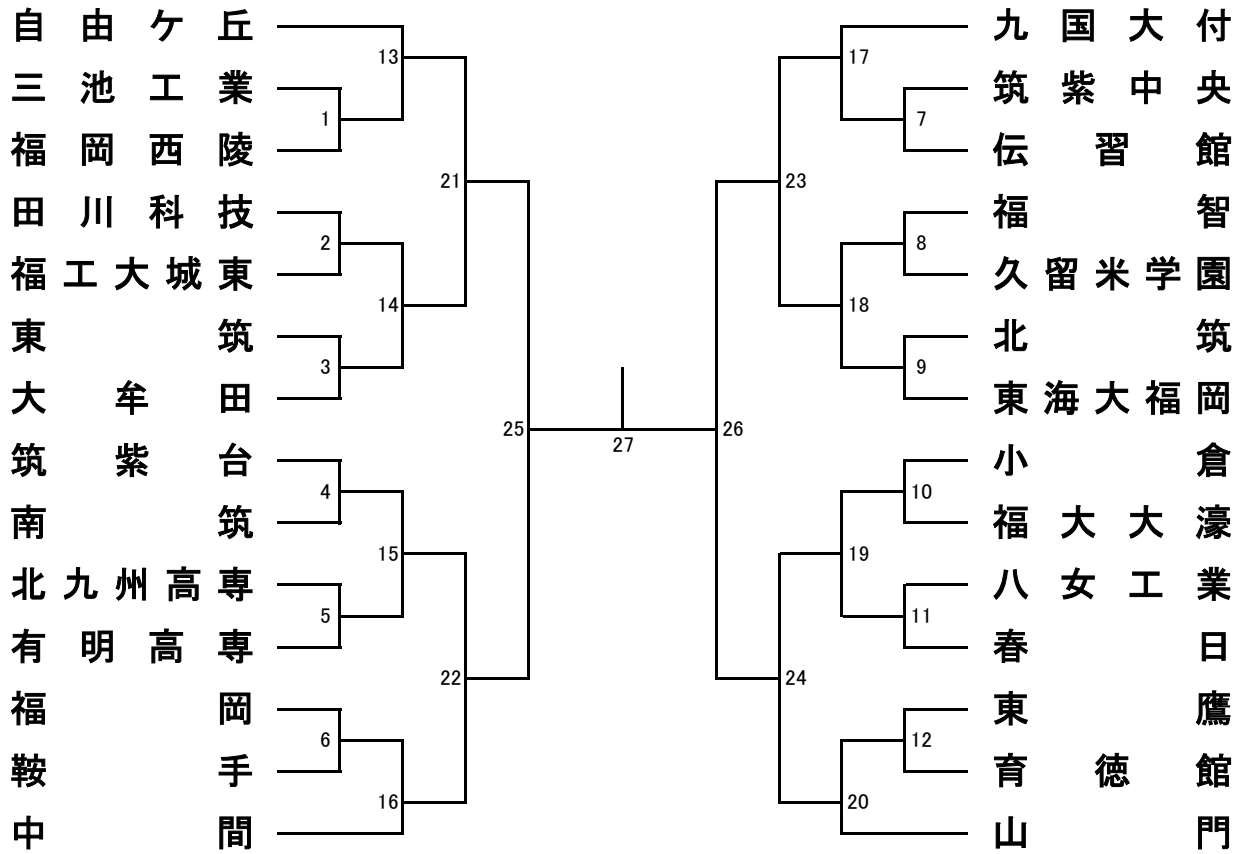 自由ケ丘
三池工業
福岡西陵
田川科技
福工大城東
東筑
大牟田
筑紫台
南筑
北九州高専
有明高専
福岡
鞍手
中間
13
1
21
2
14
3
25
4
15
5
22
6
16
27
17
7
23
8
18
9
26
10
19
11
24
12
20
九国大付
筑紫中央
伝習館
福智
久留米学園
北筑
東海大福岡
小倉
福大大濠
八女工業
春日
東鷹
育徳館
山門